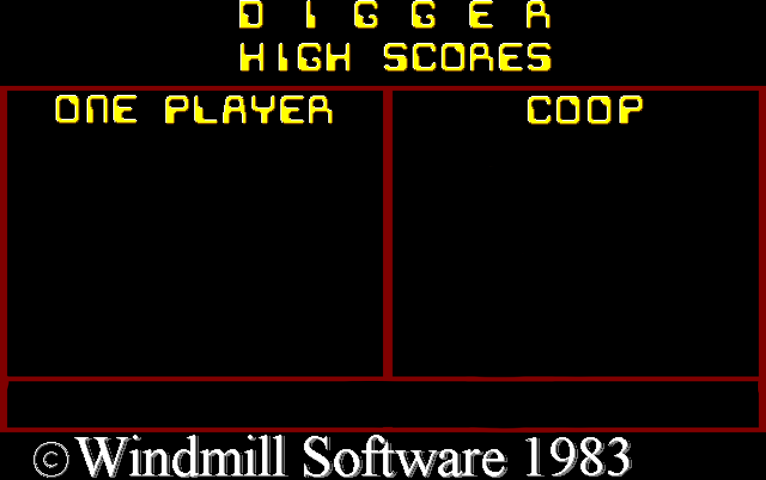 D I G G E R
HIGH SCORES
ONE PLAYER
COOP
© Windmill Software 1983